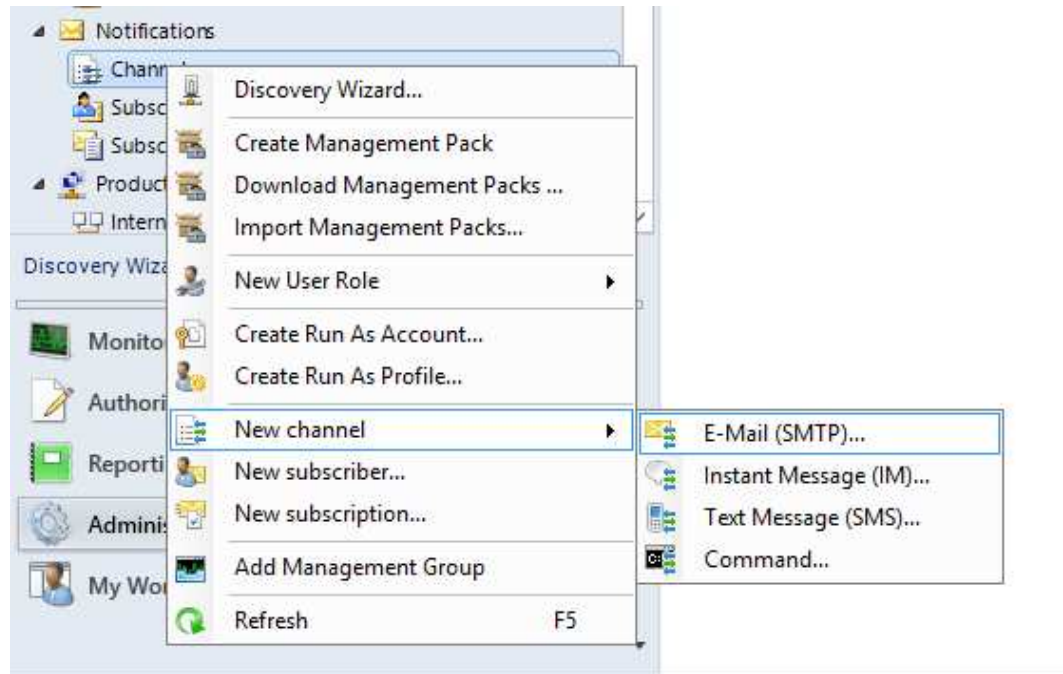 Notifications
Chann
Subsc
Subsc
Product
Intern
Discovery Wiza
Monito
Authori
Reporti
Adminis
My Wor
Discovery Wizard...
Create Management Pack
Download Management Packs ...
Import Management Packs...
New User Role
Create Run As Account...
Create Run As Profile...
New channel
New subscriber...
New subscription...
Add Management Group
Refresh F5
E-Mail (SMTP)...
Instant Message (IM)...
Text Message (SMS)...
Command...